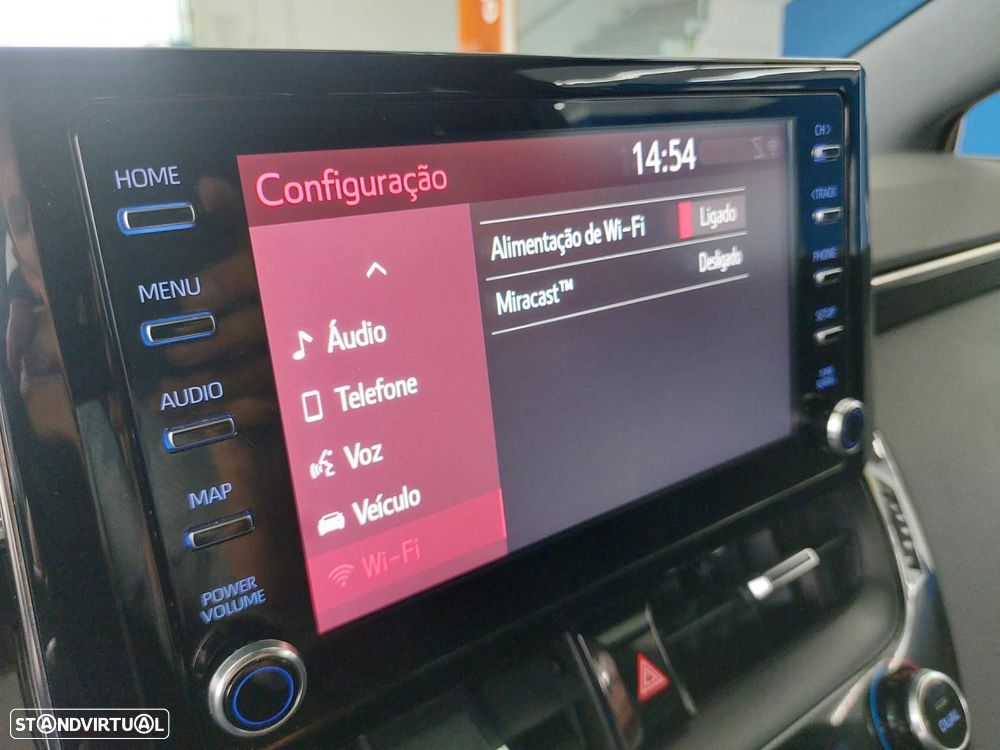 HOME
MENU
AUDIO
MAP
POWER
VOLUME
Configuração
14:54
Áudio
Telefone
Voz
Veículo
Wi-Fi
Alimentação de Wi-Fi
Ligado
Miracast™
Desligado
CH>
<TRACK
PHONE
SETUP
STANDVIRTUAL